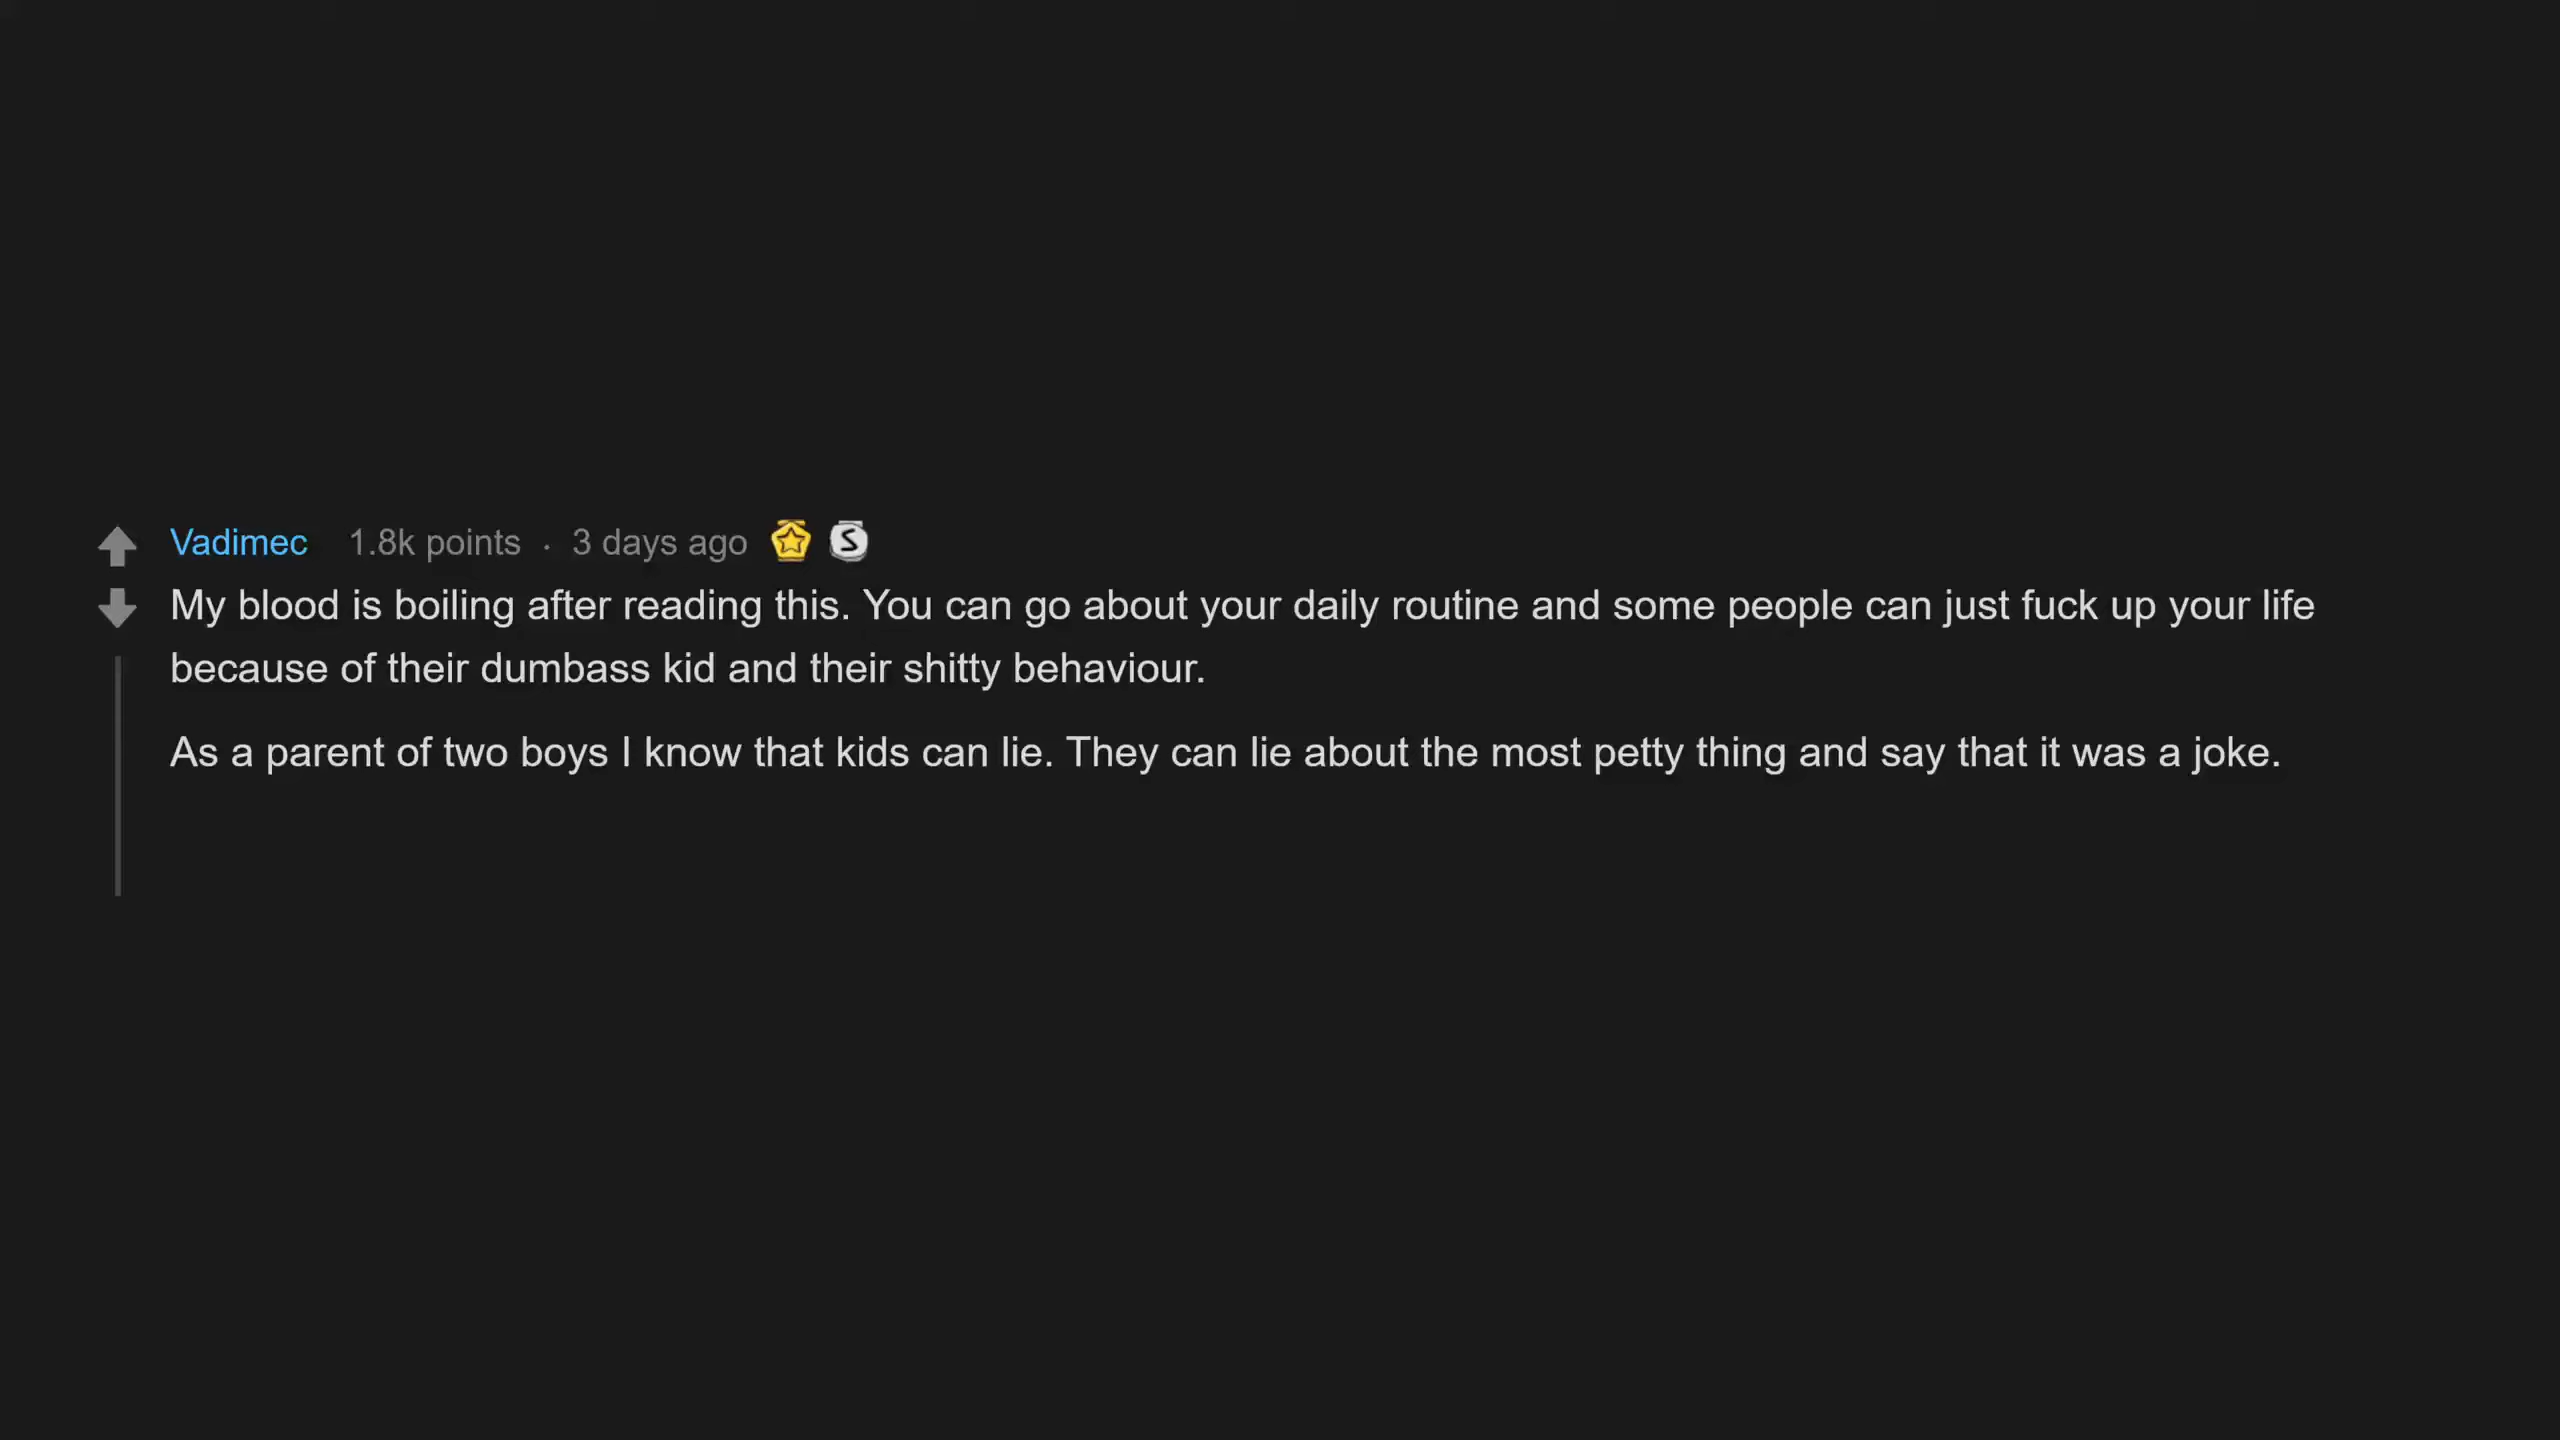 Vadimec 1.8k points · 3 days ago
My blood is boiling after reading this. You can go about your daily routine and some people can just fuck up your life
because of their dumbass kid and their shitty behaviour.
As a parent of two boys I know that kids can lie. They can lie about the most petty thing and say that it was a joke.